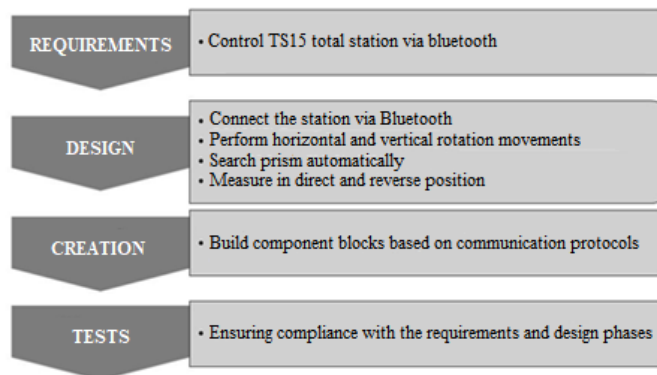 REQUIREMENTS
• Control TS15 total station via bluetooth
DESIGN
• Connect the station via Bluetooth
• Perform horizontal and vertical rotation movements
• Search prism automatically
• Measure in direct and reverse position
CREATION
• Build component blocks based on communication protocols
TESTS
• Ensuring compliance with the requirements and design phases